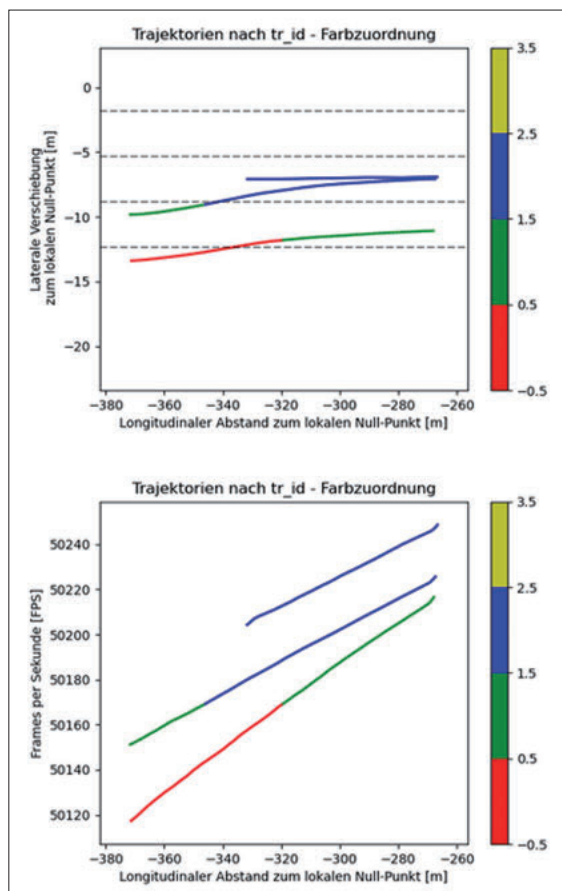 Trajektorien nach tr_id - Farbzuordnung
3.5
2.5
1.5
0.5
−0.5
0
−5
−10
−15
−20
Laterale Verschiebung
zum lokalen Null-Punkt [m]
−380 −360 −340 −320 −300 −280 −260
Longitudinaler Abstand zum lokalen Null-Punkt [m]
Trajektorien nach tr_id - Farbzuordnung
3.5
2.5
1.5
0.5
−0.5
50240
50220
50200
50180
50160
50140
50120
Frames per Sekunde [FPS]
−380 −360 −340 −320 −300 −280 −260
Longitudinaler Abstand zum lokalen Null-Punkt [m]